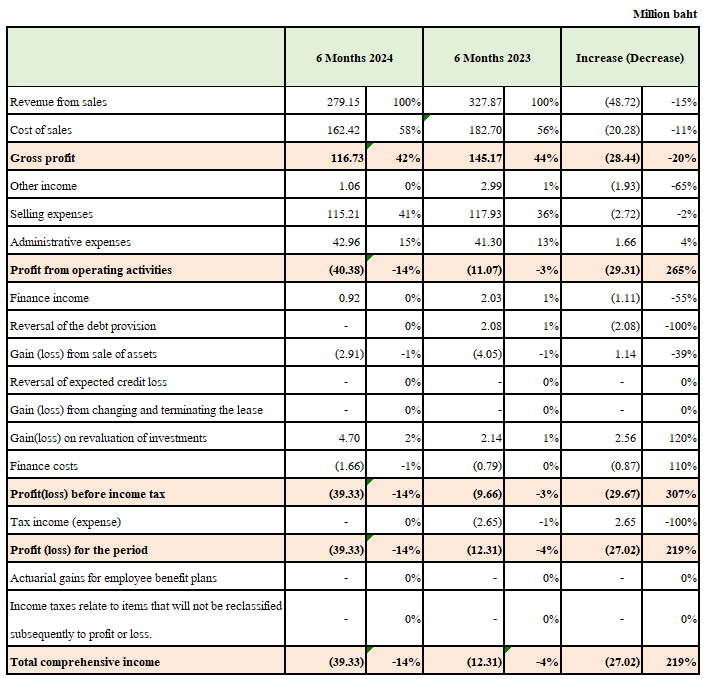 Million baht
6 Months 2024 6 Months 2023 Increase (Decrease)
Revenue from sales 279.15 100% 327.87 100% (48.72) -15%
Cost of sales 162.42 58% 182.70 56% (20.28) -11%
Gross profit 116.73 42% 145.17 44% (28.44) -20%
Other income 1.06 0% 2.99 1% (1.93) -65%
Selling expenses 115.21 41% 117.93 36% (2.72) -2%
Administrative expenses 42.96 15% 41.30 13% 1.66 4%
Profit from operating activities (40.38) -14% (11.07) -3% (29.31) 265%
Finance income 0.92 0% 2.03 1% (1.11) -55%
Reversal of the debt provision - 0% 2.08 1% (2.08) -100%
Gain (loss) from sale of assets (2.91) -1% (4.05) -1% 1.14 -39%
Reversal of expected credit loss - 0% - 0% - 0%
Gain (loss) from changing and terminating the lease - 0% - 0% - 0%
Gain(loss) on revaluation of investments 4.70 2% 2.14 1% 2.56 120%
Finance costs (1.66) -1% (0.79) 0% (0.87) 110%
Profit(loss) before income tax (39.33) -14% (9.66) -3% (29.67) 307%
Tax income (expense) - 0% (2.65) -1% 2.65 -100%
Profit (loss) for the period (39.33) -14% (12.31) -4% (27.02) 219%
Actuarial gains for employee benefit plans - 0% - 0% - 0%
Income taxes relate to items that will not be reclassified
subsequently to profit or loss. - 0% - 0% - 0%
Total comprehensive income (39.33) -14% (12.31) -4% (27.02) 219%